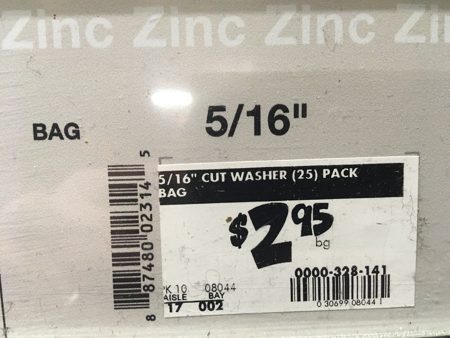 Zinc Zinc Zinc Zi
BAG
5/16"
8 87480 02314 5
5/16" CUT WASHER (25) PACK
BAG
$2.95
bg
0000-328-141
PK 10 08044
AISLE BAY
17 002
0 30699 08044 1